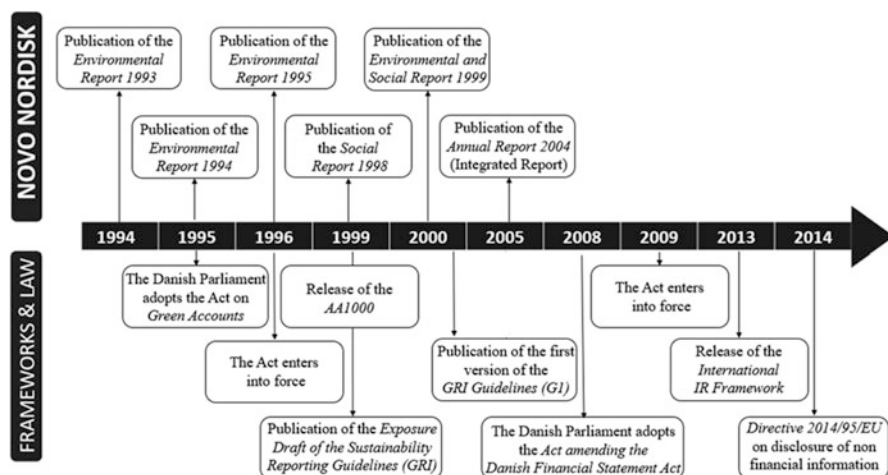 NOVO NORDISK
Publication of the
Environmental
Report 1993
Publication of the
Environmental
Report 1995
Publication of the
Environmental and
Social Report 1999
Publication of the
Environmental
Report 1994
Publication of
the Social
Report 1998
Publication of the
Annual Report 2004
(Integrated Report)
1994 1995 1996 1999 2000 2005 2008 2009 2013 2014
FRAMEWORKS & LAW
The Danish Parliament
adopts the Act on
Green Accounts
Release of the
AA1000
The Act enters
into force
The Act enters
into force
Publication of the first
version of the
GRI Guidelines (G1)
Release of the
International
IR Framework
Publication of the Exposure
Draft of the Sustainability
Reporting Guidelines (GRI)
The Danish Parliament adopts
the Act amending the
Danish Financial Statement Act
Directive 2014/95/EU
on disclosure of non
financial information